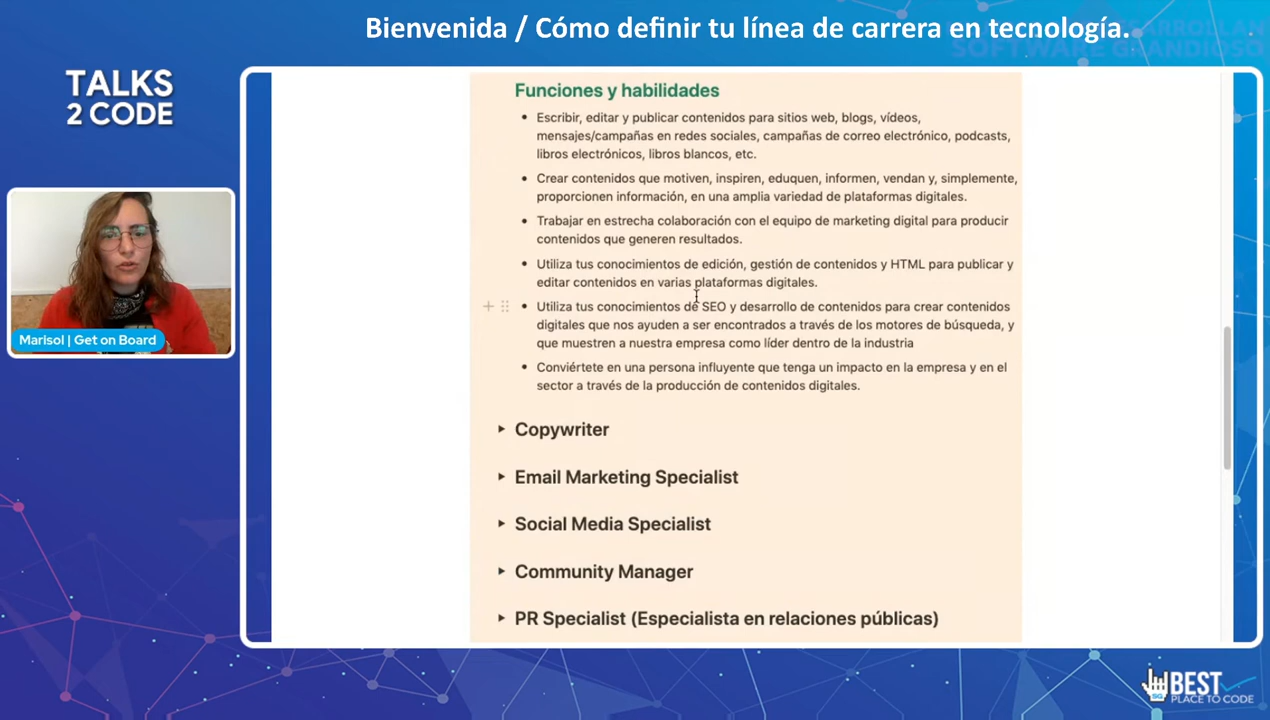 Bienvenida / Cómo definir tu línea de carrera en tecnología.
DESARROLLAN
SOFTWARE GRANDIOSO
TALKS
2 CODE
Marisol | Get on Board
Funciones y habilidades
• Escribir, editar y publicar contenidos para sitios web, blogs, vídeos,
mensajes/campañas en redes sociales, campañas de correo electrónico, podcasts,
libros electrónicos, libros blancos, etc.
• Crear contenidos que motiven, inspiren, eduquen, informen, vendan y, simplemente,
proporcionen información, en una amplia variedad de plataformas digitales.
• Trabajar en estrecha colaboración con el equipo de marketing digital para producir
contenidos que generen resultados.
• Utiliza tus conocimientos de edición, gestión de contenidos y HTML para publicar y
editar contenidos en varias plataformas digitales.
• Utiliza tus conocimientos de SEO y desarrollo de contenidos para crear contenidos
digitales que nos ayuden a ser encontrados a través de los motores de búsqueda, y
que muestren a nuestra empresa como líder dentro de la industria
• Conviértete en una persona influyente que tenga un impacto en la empresa y en el
sector a través de la producción de contenidos digitales.
Copywriter
Email Marketing Specialist
Social Media Specialist
Community Manager
PR Specialist (Especialista en relaciones públicas)
SG BEST
PLACE TO CODE